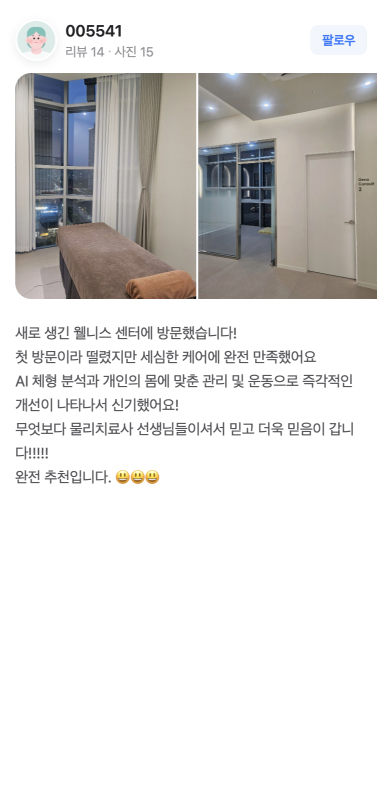 005541
리뷰 14 · 사진 15
팔로우
새로 생긴 웰니스 센터에 방문했습니다!
첫 방문이라 떨렸지만 세심한 케어에 완전 만족했어요
AI 체형 분석과 개인의 몸에 맞춘 관리 및 운동으로 즉각적인
개선이 나타나서 신기했어요!
무엇보다 물리치료사 선생님들이셔서 믿고 더욱 믿음이 갑니
다!!!!!
완전 추천입니다. 😃😃😃